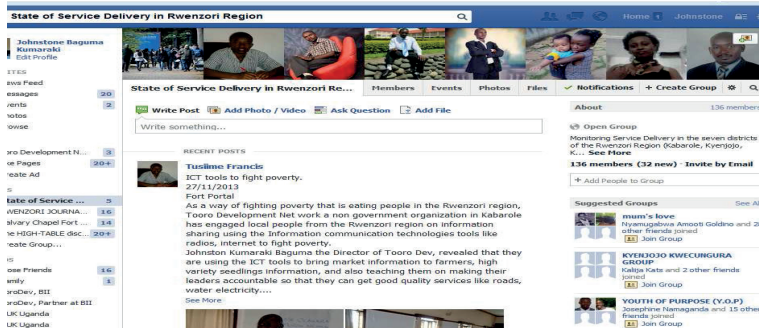 State of Service Delivery in Rwenzori Region
Home
Johnstone
Johnstone Baguma
Kumaraki
Edit Profile
ITES
ews Feed
essages 20
vents 2
hotos
rowse
oro Development N... 3
ke Pages 20+
reate Ad
tate of Service ... 5
WENZORI JOURNA... 16
alvary Chapel Fort ... 14
he HIGH-TABLE disc... 20+
reate Group...
ose Friends 16
amily 1
oroDev, BII
oroDev, Partner at BII
UK Uganda
UK Uganda
State of Service Delivery in Rwenzori Re...
Members
Events
Photos
Files
Notifications
+ Create Group
Write Post
Add Photo / Video
Ask Question
Add File
Write something...
RECENT POSTS
Tusiime Francis
ICT tools to fight poverty.
27/11/2013
Fort Portal
As a way of fighting poverty that is eating people in the Rwenzori region,
Tooro Development Net work a non government organization in Kabarole
has engaged local people from the Rwenzori region on information
sharing using the Information communication technologies tools like
radios, internet to fight poverty.
Johnston Kumaraki Baguma the Director of Tooro Dev, revealed that they
are using the ICT tools to bring market information to farmers, high
variety seedlings information, and also teaching them on making their
leaders accountable so that they can get good quality services like roads,
water electricity....
See More
About
136 members
Open Group
Monitoring Service Delivery in the seven districts
of the Rwenzori Region (Kabarole, Kyenjojo,
K... See More
136 members (32 new) · Invite by Email
+ Add People to Group
Suggested Groups
See Al
mum's love
Nyamugabwa Amooti Goldino and 2
other friends joined
Join Group
KYENJOJO KWECUNGURA
GROUP
Kalija Kats and 2 other friends
joined
Join Group
YOUTH OF PURPOSE (Y.O.P)
Josephine Namaganda and 15 other
friends joined
Join Group